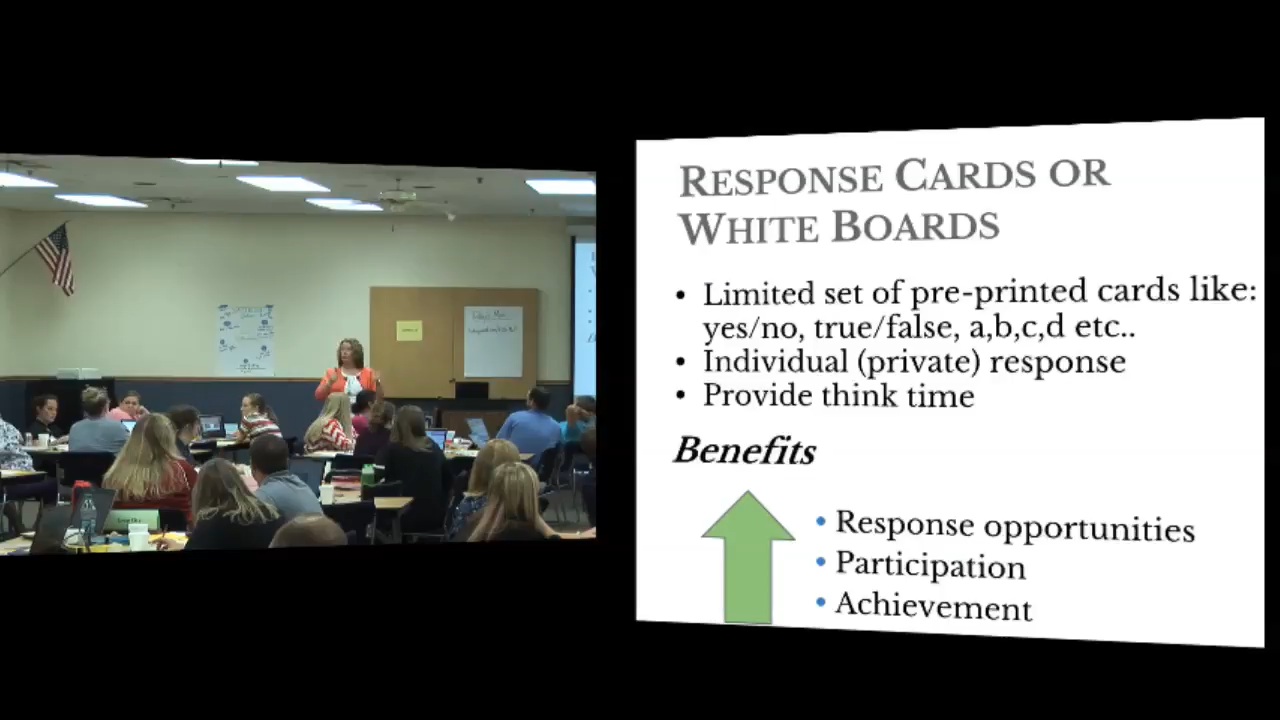 RESPONSE CARDS OR
WHITE BOARDS
• Limited set of pre-printed cards like:
yes/no, true/false, a,b,c,d etc..
• Individual (private) response
• Provide think time
Benefits
• Response opportunities
• Participation
• Achievement